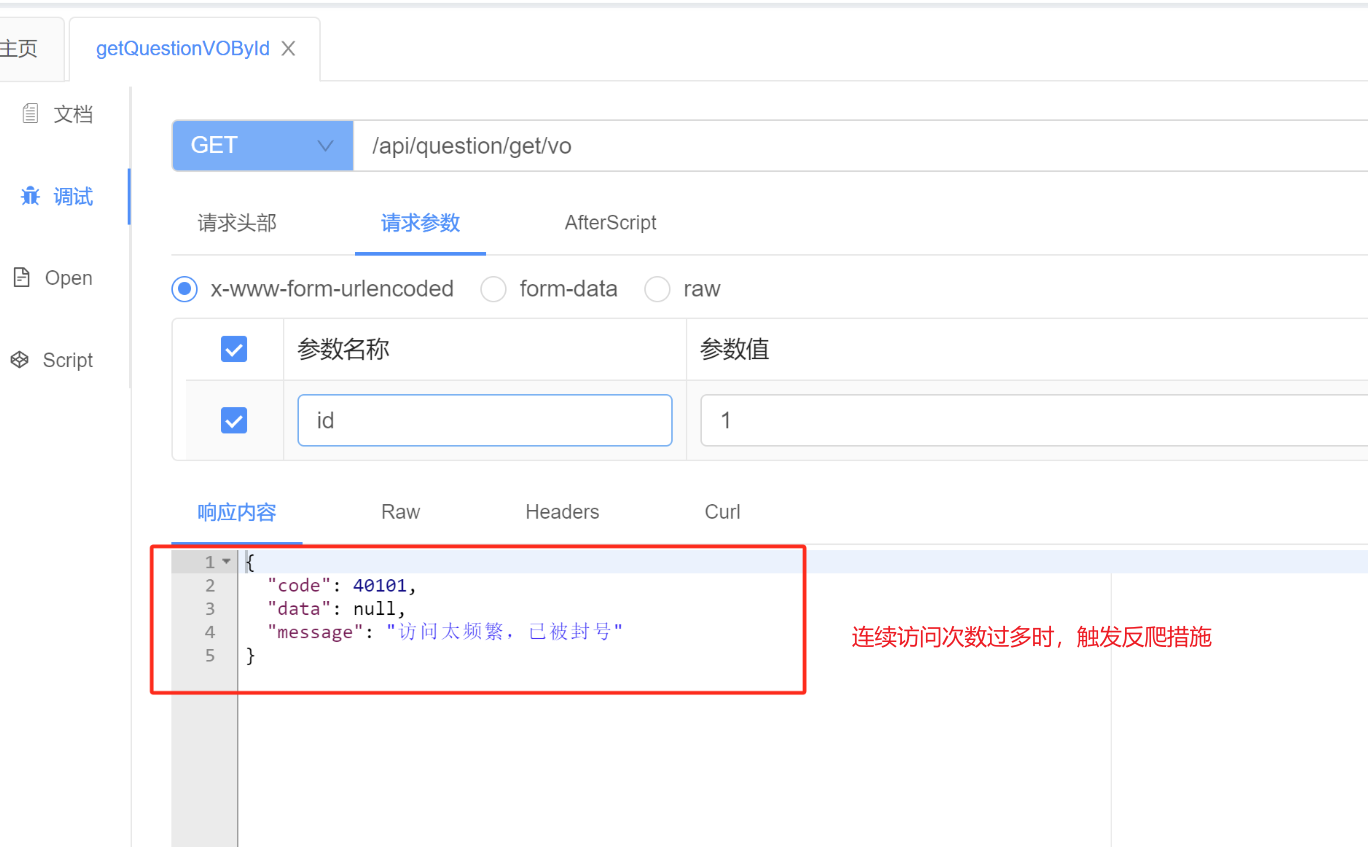 主页
getQuestionVOById
文档
调试
Open
Script
GET
/api/question/get/vo
请求头部 请求参数 AfterScript
x-www-form-urlencoded form-data raw
参数名称 参数值
id 1
响应内容 Raw Headers Curl
1 {
2 "code": 40101,
3 "data": null,
4 "message": "访问太频繁，已被封号"
5 }
连续访问次数过多时，触发反爬措施